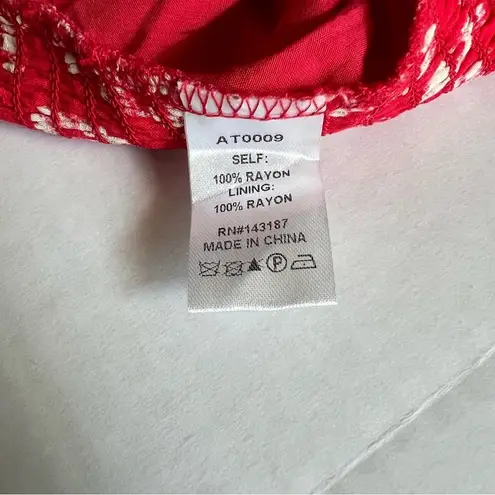 AT0009
SELF:
100% RAYON
LINING:
100% RAYON
RN#143187
MADE IN CHINA
P